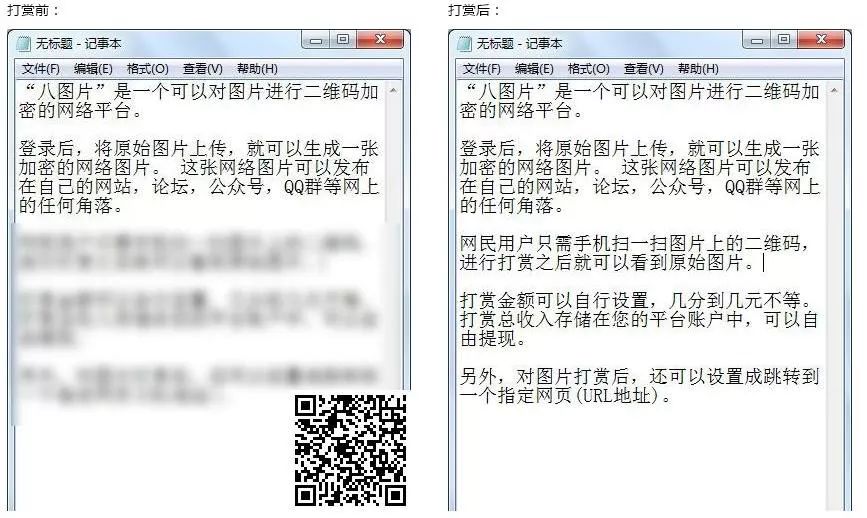 打赏前：
无标题 - 记事本
文件(F) 编辑(E) 格式(O) 查看(V) 帮助(H)
“八图片”是一个可以对图片进行二维码加
密的网络平台。
登录后，将原始图片上传，就可以生成一张
加密的网络图片。 这张网络图片可以发布
在自己的网站，论坛，公众号，QQ群等网上
的任何角落。
打赏后：
无标题 - 记事本
文件(F) 编辑(E) 格式(O) 查看(V) 帮助(H)
“八图片”是一个可以对图片进行二维码加
密的网络平台。
登录后，将原始图片上传，就可以生成一张
加密的网络图片。 这张网络图片可以发布
在自己的网站，论坛，公众号，QQ群等网上
的任何角落。
网民用户只需手机扫一扫图片上的二维码，
进行打赏之后就可以看到原始图片。
打赏金额可以自行设置，几分到几元不等。
打赏总收入存储在您的平台账户中，可以自
由提现。
另外，对图片打赏后，还可以设置成跳转到
一个指定网页(URL地址)。